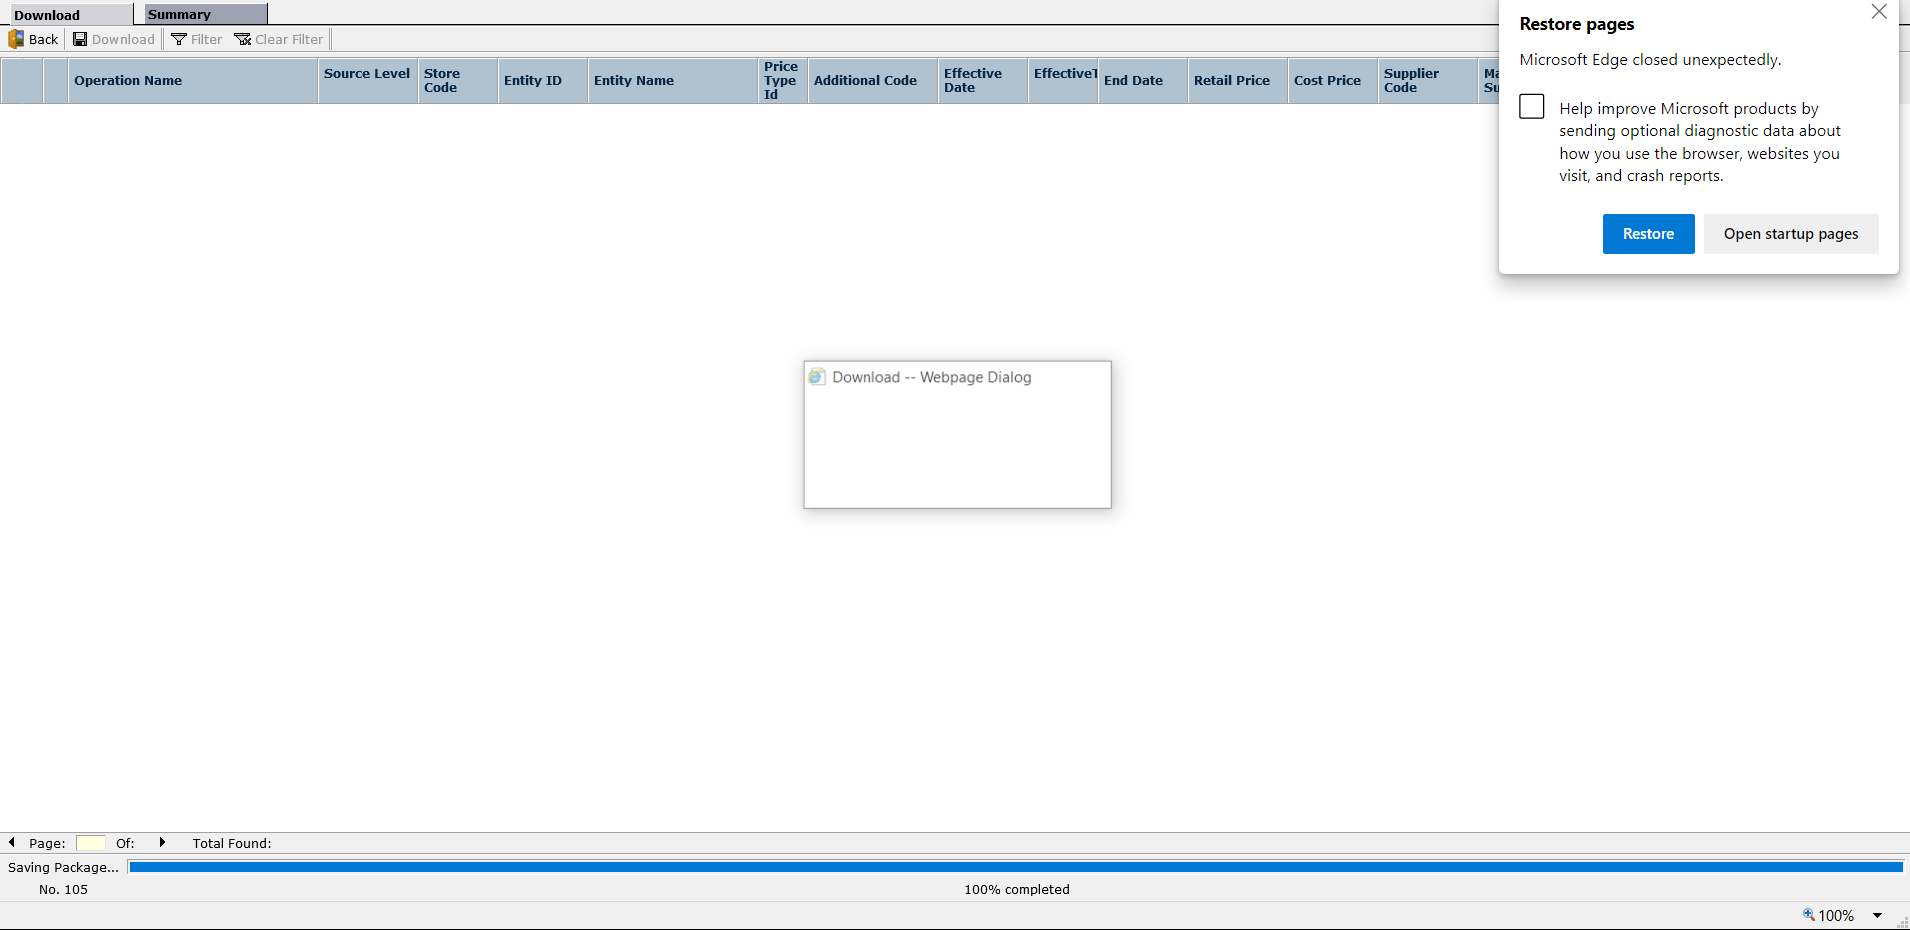 Download Summary
Back Download Filter Clear Filter
Operation Name Source Level Store Code Entity ID Entity Name Price Type Id Additional Code Effective Date EffectiveT End Date Retail Price Cost Price Supplier Code Ma Su
Restore pages
Microsoft Edge closed unexpectedly.
Help improve Microsoft products by
sending optional diagnostic data about
how you use the browser, websites you
visit, and crash reports.
Restore Open startup pages
Download -- Webpage Dialog
Page: Of: Total Found:
Saving Package...
No. 105 100% completed
100%